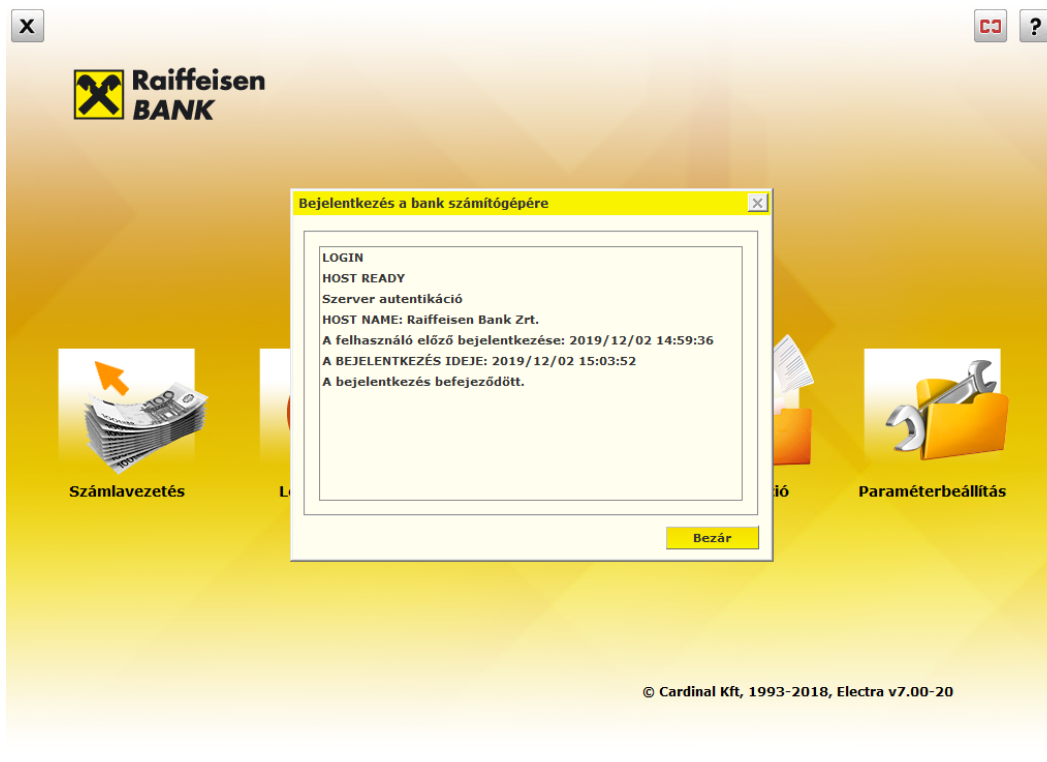 X
?
Raiffeisen
BANK
Bejelentkezés a bank számítógépére
LOGIN
HOST READY
Szerver autentikáció
HOST NAME: Raiffeisen Bank Zrt.
A felhasználó előző bejelentkezése: 2019/12/02 14:59:36
A BEJELENTKEZÉS IDEJE: 2019/12/02 15:03:52
A bejelentkezés befejeződött.
Számlavezetés
Paraméterbeállítás
Bezár
© Cardinal Kft, 1993-2018, Electra v7.00-20